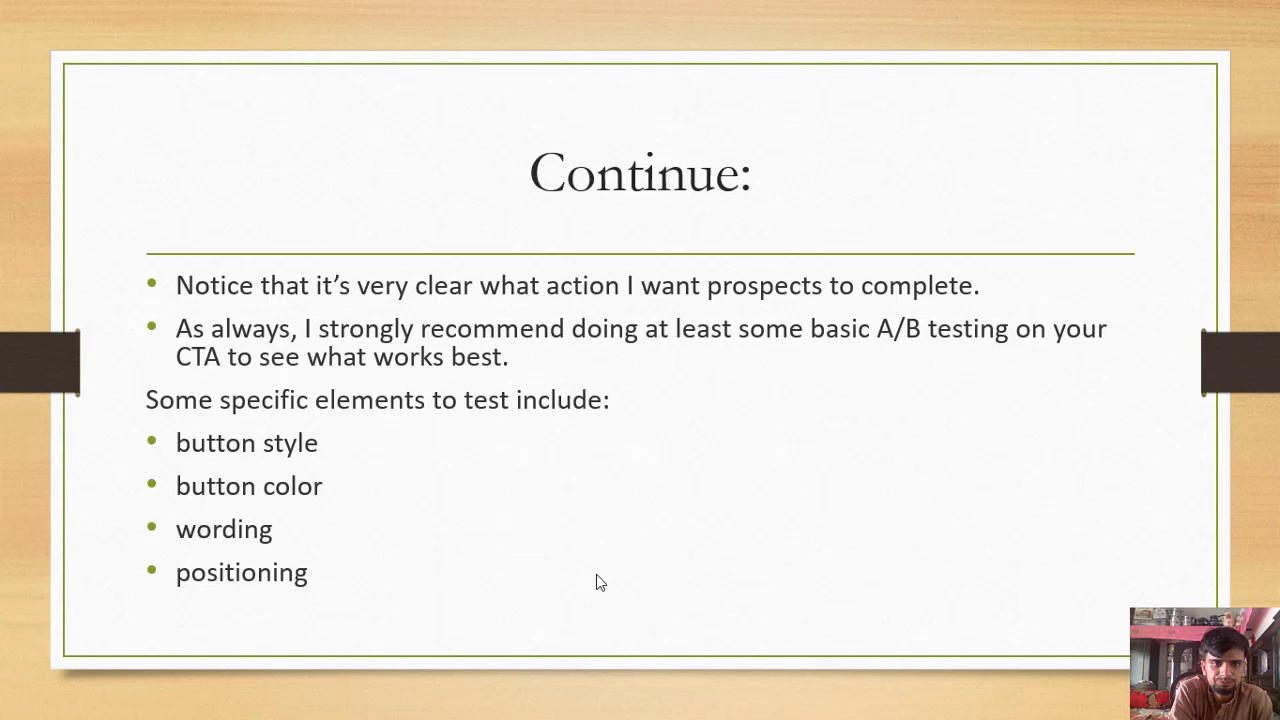 Continue:
Notice that it’s very clear what action I want prospects to complete.
As always, I strongly recommend doing at least some basic A/B testing on your
CTA to see what works best.
Some specific elements to test include:
button style
button color
wording
positioning